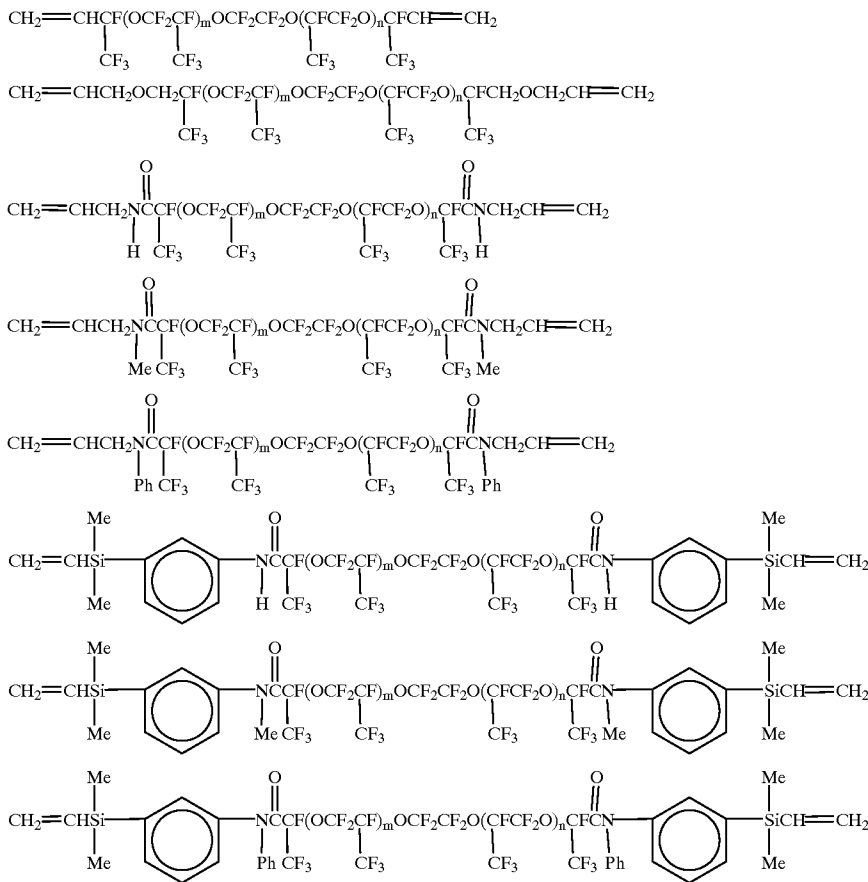 CH₂=CHCF(OCF₂CF)ₘOCF₂CF₂O(CFCF₂O)ₙCFCH=CH₂
CF₃ CF₃ CF₃ CF₃
CH₂=CHCH₂OCH₂CF(OCF₂CF)ₘOCF₂CF₂O(CFCF₂O)ₙCFCH₂OCH₂CH=CH₂
CF₃ CF₃ CF₃ CF₃
O O
CH₂=CHCH₂NCCF(OCF₂CF)ₘOCF₂CF₂O(CFCF₂O)ₙCFCNCH₂CH=CH₂
H CF₃ CF₃ CF₃ CF₃ H
O O
CH₂=CHCH₂NCCF(OCF₂CF)ₘOCF₂CF₂O(CFCF₂O)ₙCFCNCH₂CH=CH₂
Me CF₃ CF₃ CF₃ CF₃ Me
O O
CH₂=CHCH₂NCCF(OCF₂CF)ₘOCF₂CF₂O(CFCF₂O)ₙCFCNCH₂CH=CH₂
Ph CF₃ CF₃ CF₃ CF₃ Ph
Me O O Me
CH₂=CHSi NCCF(OCF₂CF)ₘOCF₂CF₂O(CFCF₂O)ₙCFCN SiCH=CH₂
Me H CF₃ CF₃ CF₃ CF₃ H Me
Me O O Me
CH₂=CHSi NCCF(OCF₂CF)ₘOCF₂CF₂O(CFCF₂O)ₙCFCN SiCH=CH₂
Me Me CF₃ CF₃ CF₃ CF₃ Me Me
Me O O Me
CH₂=CHSi NCCF(OCF₂CF)ₘOCF₂CF₂O(CFCF₂O)ₙCFCN SiCH=CH₂
Me Ph CF₃ CF₃ CF₃ CF₃ Ph Me